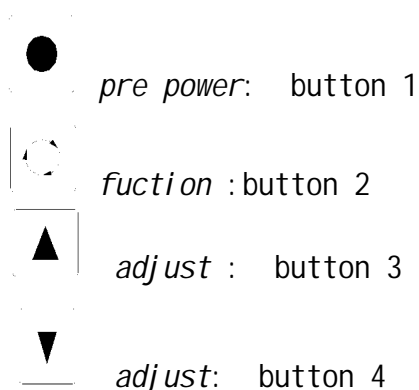 pre power: button 1
fuction :button 2
adjust : button 3
adjust: button 4